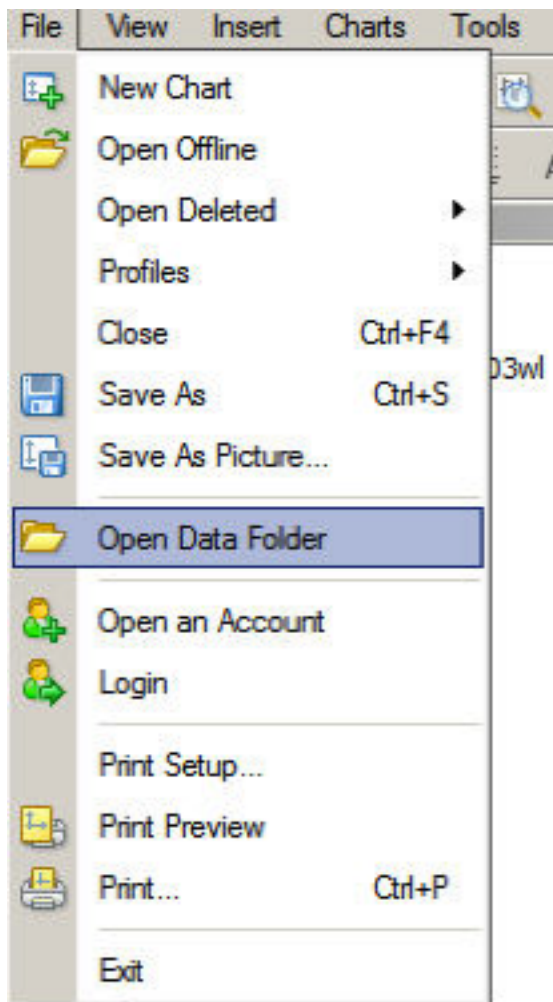 File View Insert Charts Tools
New Chart
Open Offline
Open Deleted
Profiles
Close Ctrl+F4
Save As Ctrl+S
Save As Picture...
Open Data Folder
Open an Account
Login
Print Setup...
Print Preview
Print... Ctrl+P
Exit